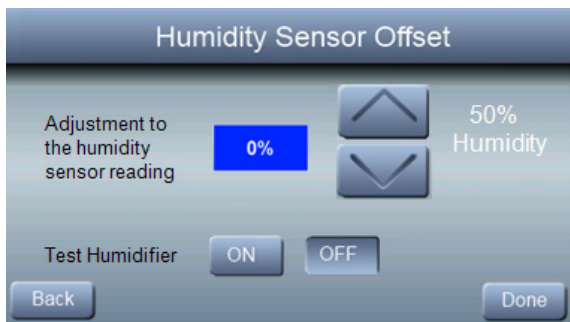 Humidity Sensor Offset
Adjustment to
the humidity
sensor reading
0%
50%
Humidity
Test Humidifier
ON
OFF
Back
Done